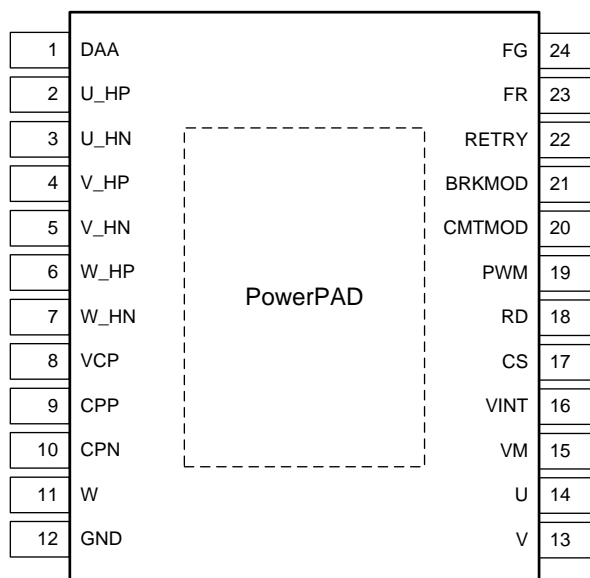 1 DAA FG 24
2 U_HP FR 23
3 U_HN RETRY 22
4 V_HP BRKMOD 21
5 V_HN CMTMOD 20
6 W_HP PWM 19
PowerPAD
7 W_HN RD 18
8 VCP CS 17
9 CPP VINT 16
10 CPN VM 15
11 W U 14
12 GND V 13